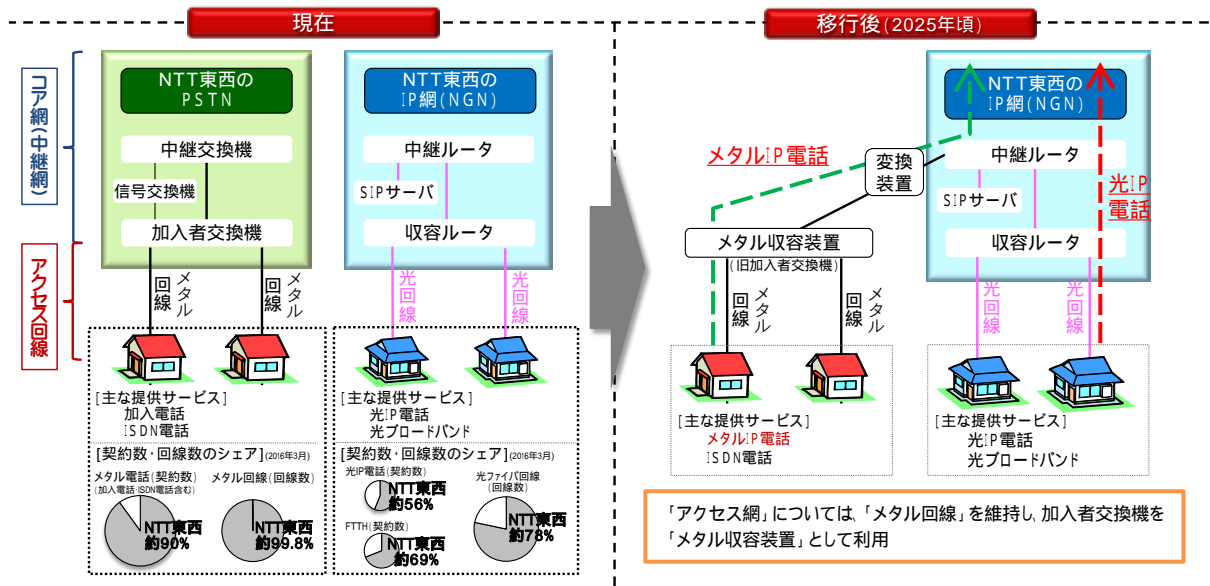 現在
コア網(中継網)
アクセス回線
NTT東西の
PSTN
中継交換機
信号交換機
加入者交換機
メタル
回線
メタル
回線
[主な提供サービス]
加入電話
ISDN電話
[契約数・回線数のシェア](2016年3月)
メタル電話(契約数)
(加入電話・ISDN電話含む)
NTT東西
約90%
メタル回線(回線数)
NTT東西
約99.8%
NTT東西の
IP網(NGN)
中継ルータ
SIPサーバ
収容ルータ
光回線
光回線
[主な提供サービス]
光IP電話
光ブロードバンド
[契約数・回線数のシェア](2016年3月)
光IP電話(契約数)
NTT東西
約56%
FTTH(契約数)
NTT東西
約69%
光ファイバ回線
(回線数)
NTT東西
約78%
移行後(2025年頃)
NTT東西の
IP網(NGN)
メタルIP電話
変換
装置
中継ルータ
SIPサーバ
光IP
電話
メタル収容装置
(旧加入者交換機)
収容ルータ
メタル
回線
メタル
回線
光回線
光回線
[主な提供サービス]
メタルIP電話
ISDN電話
[主な提供サービス]
光IP電話
光ブロードバンド
「アクセス網」については、「メタル回線」を維持し、加入者交換機を
「メタル収容装置」として利用